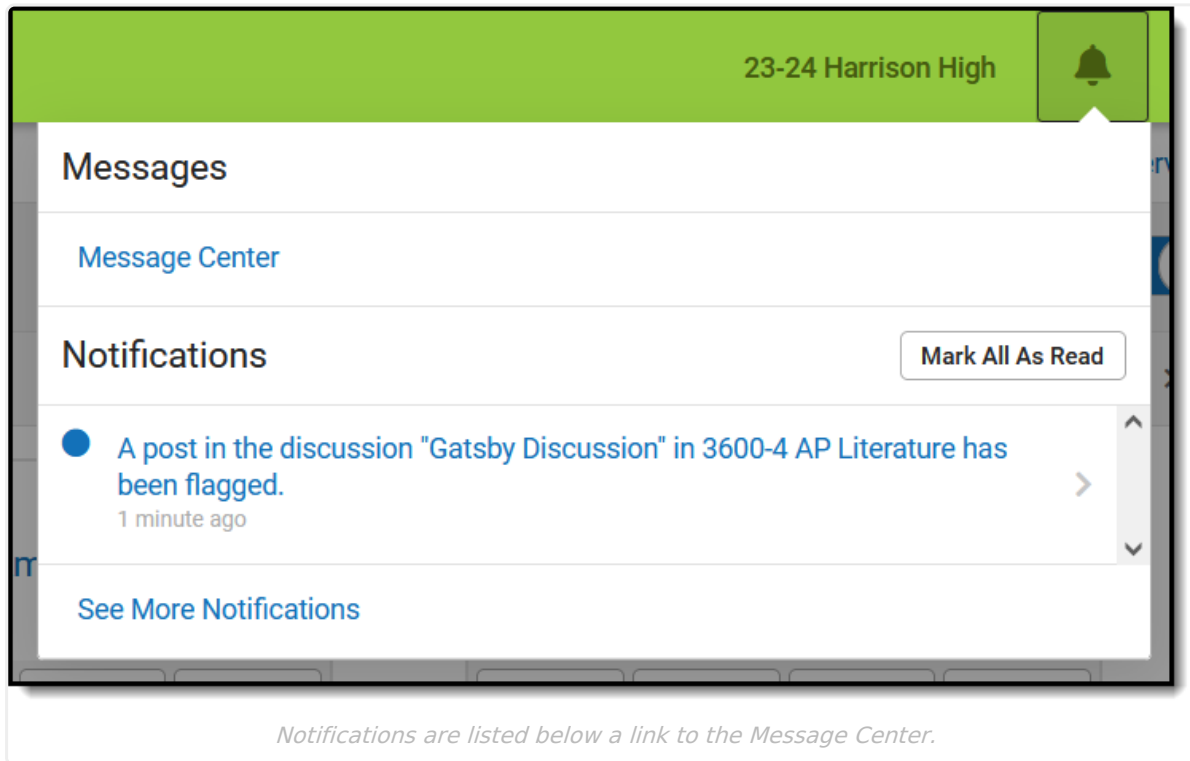 23-24 Harrison High
Messages
Message Center
Notifications
Mark All As Read
A post in the discussion "Gatsby Discussion" in 3600-4 AP Literature has
been flagged.
1 minute ago
See More Notifications
Notifications are listed below a link to the Message Center.